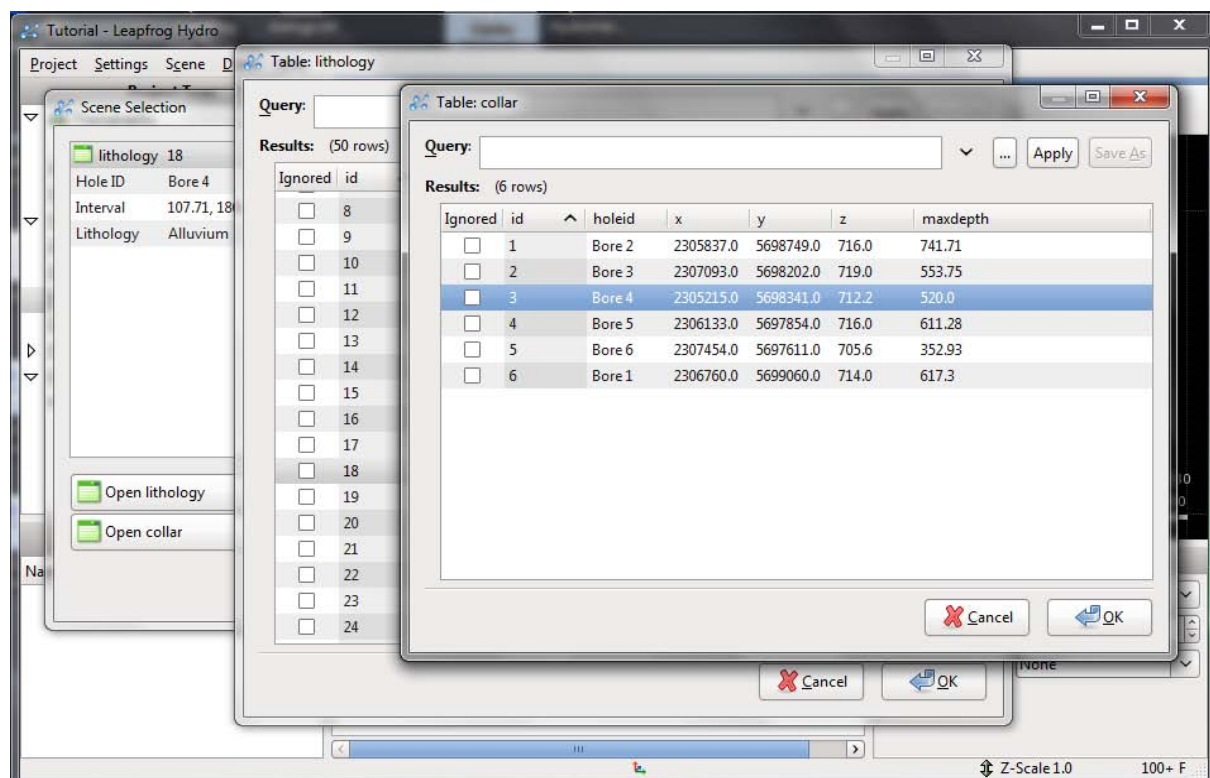 Tutorial - Leapfrog Hydro
Project Settings Scene D
Scene Selection
lithology 18
Hole ID Bore 4
Interval 107.71, 18
Lithology Alluvium
Open lithology
Open collar
Na
Table: lithology
Query:
Results: (50 rows)
Ignored id
8
9
10
11
12
13
14
15
16
17
18
19
20
21
22
23
24
Cancel OK
Table: collar
Query: ... Apply Save As
Results: (6 rows)
Ignored id holeid x y z maxdepth
1 Bore 2 2305837.0 5698749.0 716.0 741.71
2 Bore 3 2307093.0 5698202.0 719.0 553.75
3 Bore 4 2305215.0 5698341.0 712.2 520.0
4 Bore 5 2306133.0 5697854.0 716.0 611.28
5 Bore 6 2307454.0 5697611.0 705.6 352.93
6 Bore 1 2306760.0 5699060.0 714.0 617.3
Cancel OK
None
Z-Scale 1.0 100+ F